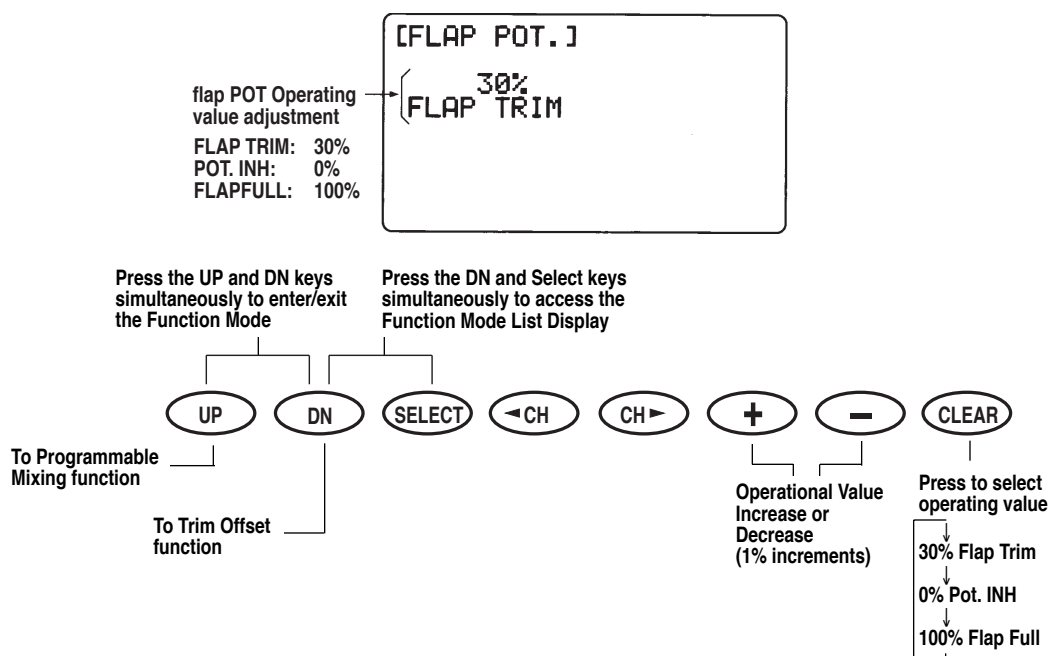 [FLAP POT.]
30%
FLAP TRIM
flap POT Operating
value adjustment
FLAP TRIM: 30%
POT. INH: 0%
FLAPFULL: 100%
Press the UP and DN keys
simultaneously to enter/exit
the Function Mode
Press the DN and Select keys
simultaneously to access the
Function Mode List Display
UP
DN
SELECT
◄CH
CH►
+
−
CLEAR
To Programmable
Mixing function
To Trim Offset
function
Operational Value
Increase or
Decrease
(1% increments)
Press to select
operating value
30% Flap Trim
0% Pot. INH
100% Flap Full